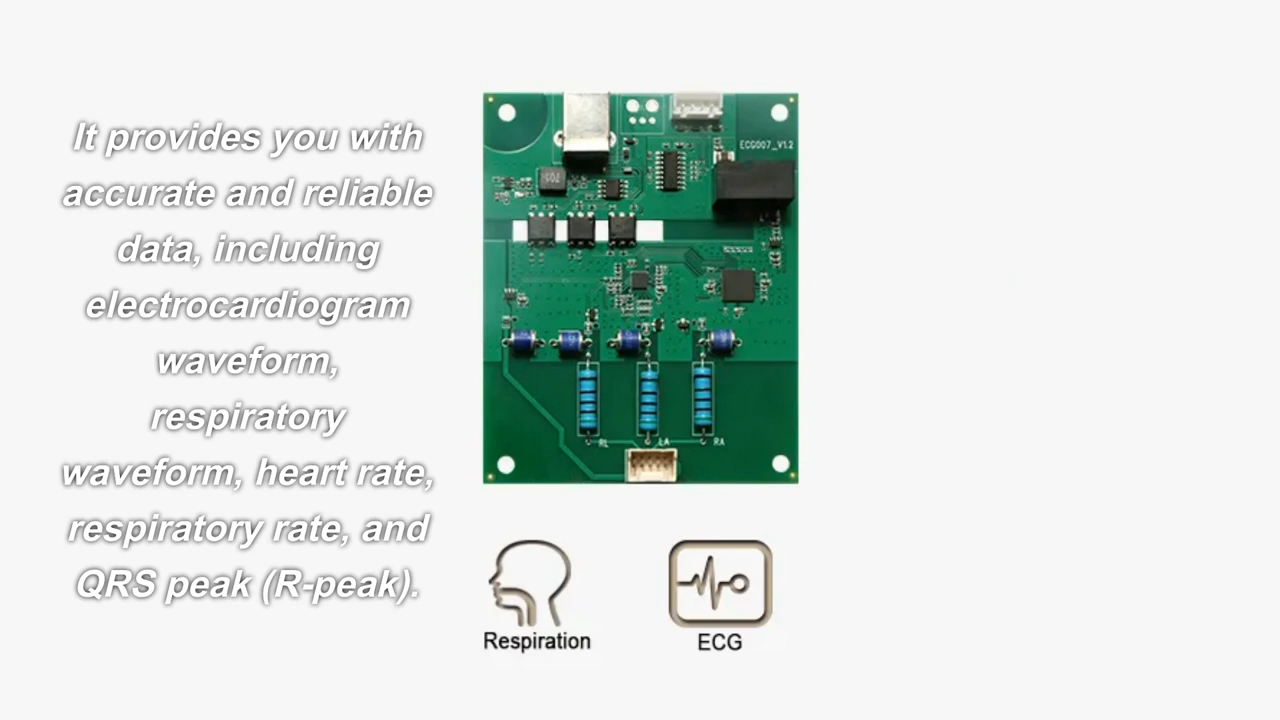 It provides you with
accurate and reliable
data, including
electrocardiogram
waveform,
respiratory
waveform, heart rate,
respiratory rate, and
QRS peak (R-peak).
ECG007_V1.2
RL
LA
RA
Respiration
ECG